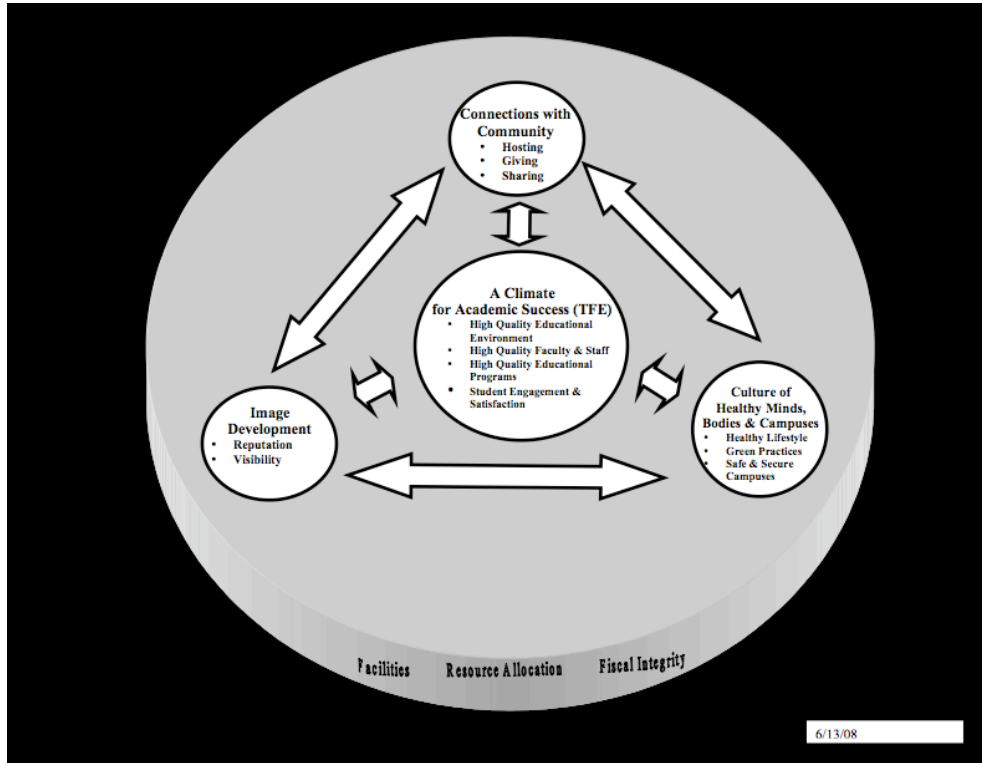 Connections with
Community
• Hosting
• Giving
• Sharing
A Climate
for Academic Success (TFE)
• High Quality Educational
Environment
• High Quality Faculty & Staff
• High Quality Educational
Programs
• Student Engagement &
Satisfaction
Image
Development
• Reputation
• Visibility
Culture of
Healthy Minds,
Bodies & Campuses
• Healthy Lifestyle
• Green Practices
• Safe & Secure
Campuses
Facilities Resource Allocation Fiscal Integrity
6/13/08